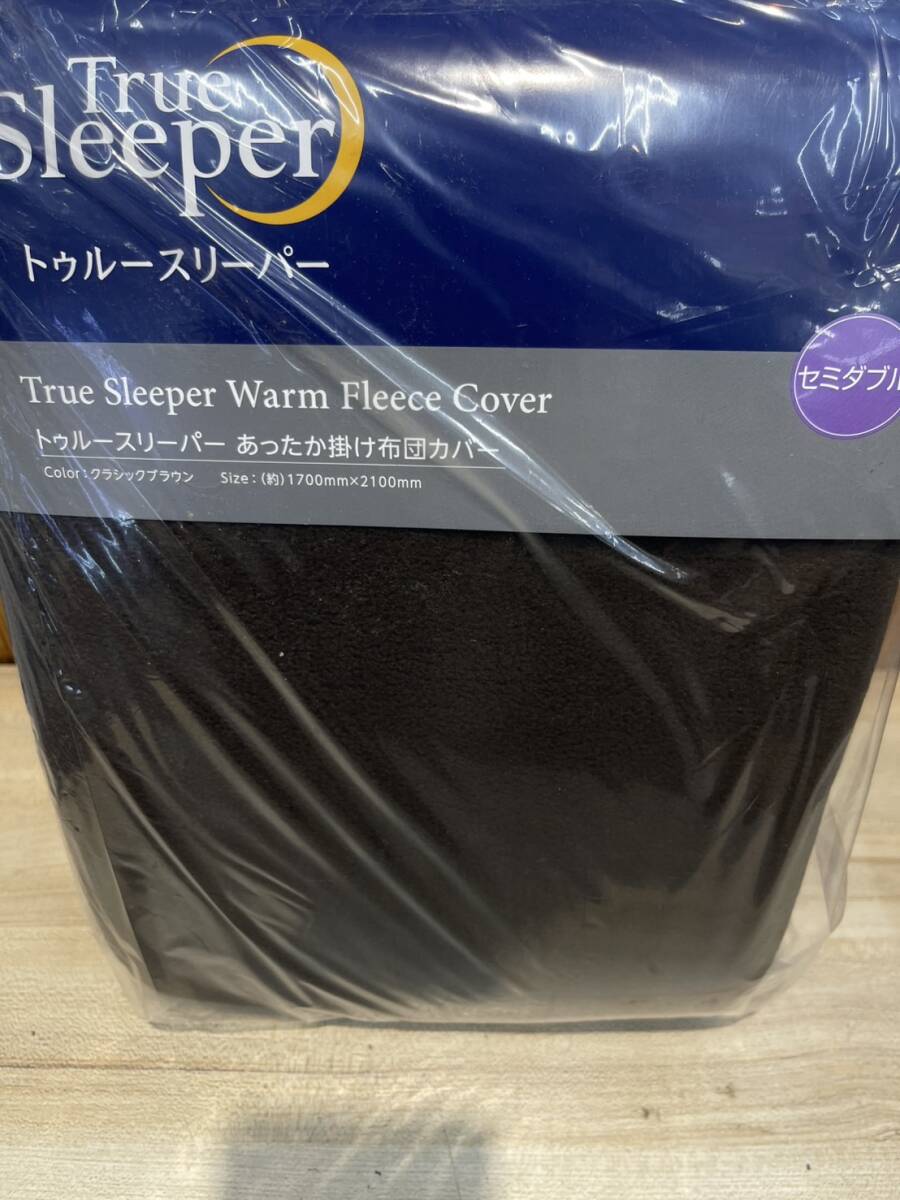 True
Sleeper
トゥルースリーパー
True Sleeper Warm Fleece Cover
セミダブル
トゥルースリーパー あったか掛け布団カバー
Color:クラシックブラウン Size:(約)1700mm×2100mm